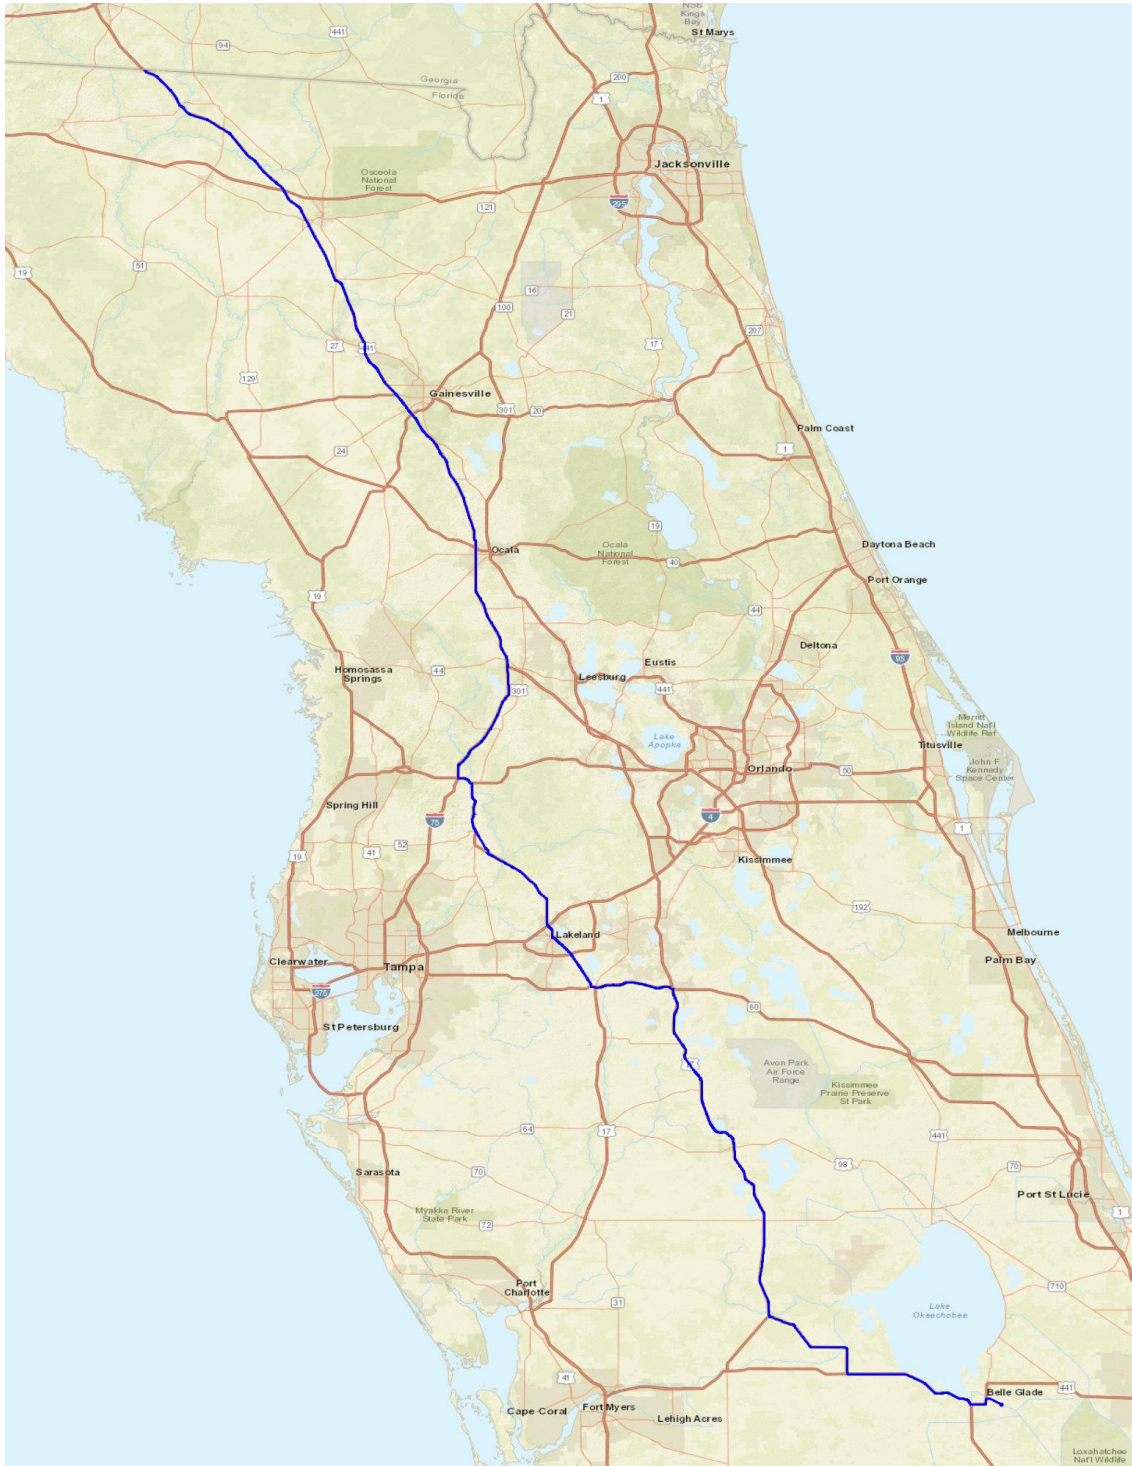 NSB
Kings
Bay
St Marys
441
94
Georgia
Florida
200
1
Jacksonville
Osceola
National
Forest
295
121
51
19
16
100
21
207
17
27
441
129
Gainesville
301
20
Palm Coast
1
24
19
Ocala
Ocala
National
Forest
40
Daytona Beach
Port Orange
19
44
Deltona
95
Eustis
Homosassa
Springs
44
Leesburg
441
301
Merritt
Island Nat'l
Wildlife Ref
Lake
Apopka
Titusville
John F
Kennedy
Space Center
Orlando
50
Spring Hill
75
4
1
52
41
19
Kissimmee
192
Lakeland
Melbourne
Clearwater
Tampa
Palm Bay
275
60
St Petersburg
Avon Park
Air Force
Range
Kissimmee
Prairie Preserve
St Park
64
17
441
98
70
70
Sarasota
Port St Lucie
Myakka River
State Park
72
1
Port
Charlotte
710
31
Lake
Okeechobee
41
Belle Glade
441
Cape Coral
Fort Myers
Lehigh Acres
Loxahatchee
Nat'l Wildlife